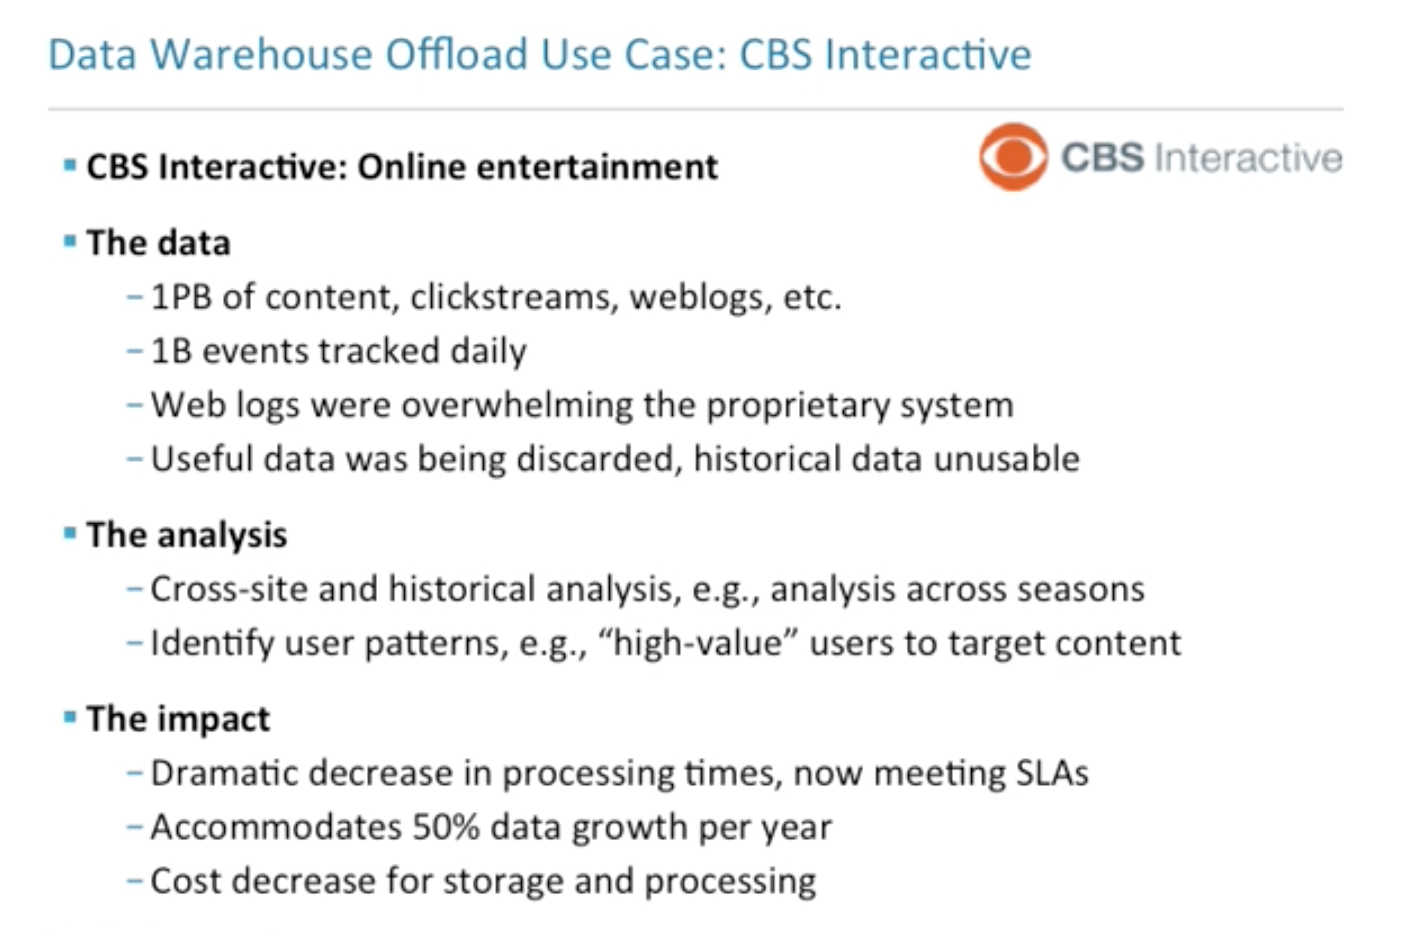 Data Warehouse Offload Use Case: CBS Interactive
CBS Interactive
▪ CBS Interactive: Online entertainment
▪ The data
– 1PB of content, clickstreams, weblogs, etc.
– 1B events tracked daily
– Web logs were overwhelming the proprietary system
– Useful data was being discarded, historical data unusable
▪ The analysis
– Cross-site and historical analysis, e.g., analysis across seasons
– Identify user patterns, e.g., “high-value” users to target content
▪ The impact
– Dramatic decrease in processing times, now meeting SLAs
– Accommodates 50% data growth per year
– Cost decrease for storage and processing